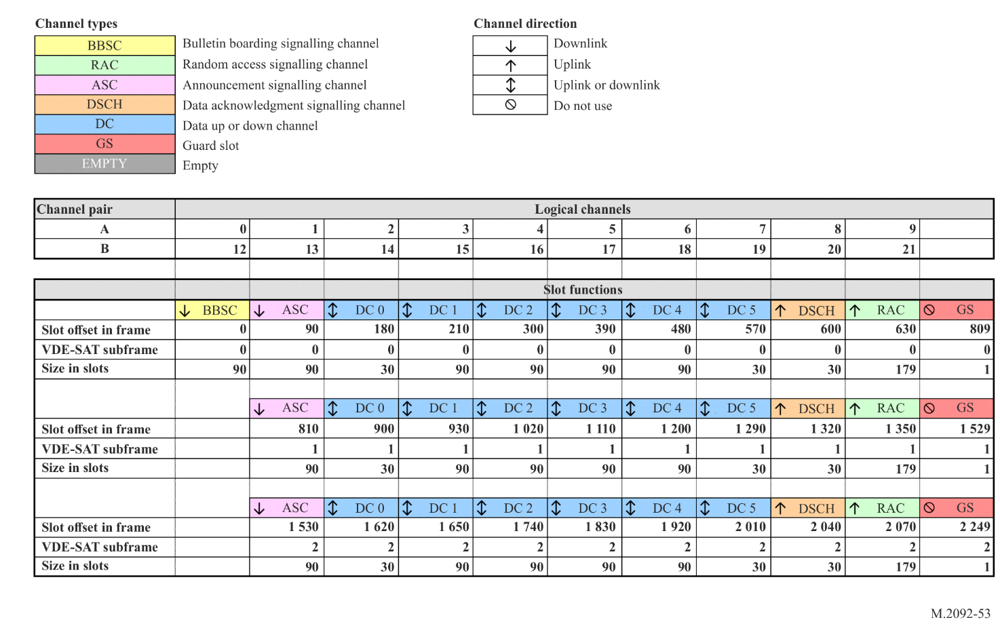 Channel types Channel direction
BBSC Bulletin boarding signalling channel ↓ Downlink
RAC Random access signalling channel ↑ Uplink
ASC Announcement signalling channel ↕ Uplink or downlink
DSCH Data acknowledgment signalling channel ⦸ Do not use
DC Data up or down channel
GS Guard slot
EMPTY Empty
Channel pair Logical channels
A 0 1 2 3 4 5 6 7 8 9
B 12 13 14 15 16 17 18 19 20 21
Slot functions
↓ BBSC ↓ ASC ↕ DC 0 ↕ DC 1 ↕ DC 2 ↕ DC 3 ↕ DC 4 ↕ DC 5 ↑ DSCH ↑ RAC ⦸ GS
Slot offset in frame 0 90 180 210 300 390 480 570 600 630 809
VDE-SAT subframe 0 0 0 0 0 0 0 0 0 0 0
Size in slots 90 90 30 90 90 90 90 30 30 179 1
↓ ASC ↕ DC 0 ↕ DC 1 ↕ DC 2 ↕ DC 3 ↕ DC 4 ↕ DC 5 ↑ DSCH ↑ RAC ⦸ GS
Slot offset in frame 810 900 930 1 020 1 110 1 200 1 290 1 320 1 350 1 529
VDE-SAT subframe 1 1 1 1 1 1 1 1 1 1
Size in slots 90 30 90 90 90 90 30 30 179 1
↓ ASC ↕ DC 0 ↕ DC 1 ↕ DC 2 ↕ DC 3 ↕ DC 4 ↕ DC 5 ↑ DSCH ↑ RAC ⦸ GS
Slot offset in frame 1 530 1 620 1 650 1 740 1 830 1 920 2 010 2 040 2 070 2 249
VDE-SAT subframe 2 2 2 2 2 2 2 2 2 2
Size in slots 90 30 90 90 90 90 30 30 179 1
M.2092-53